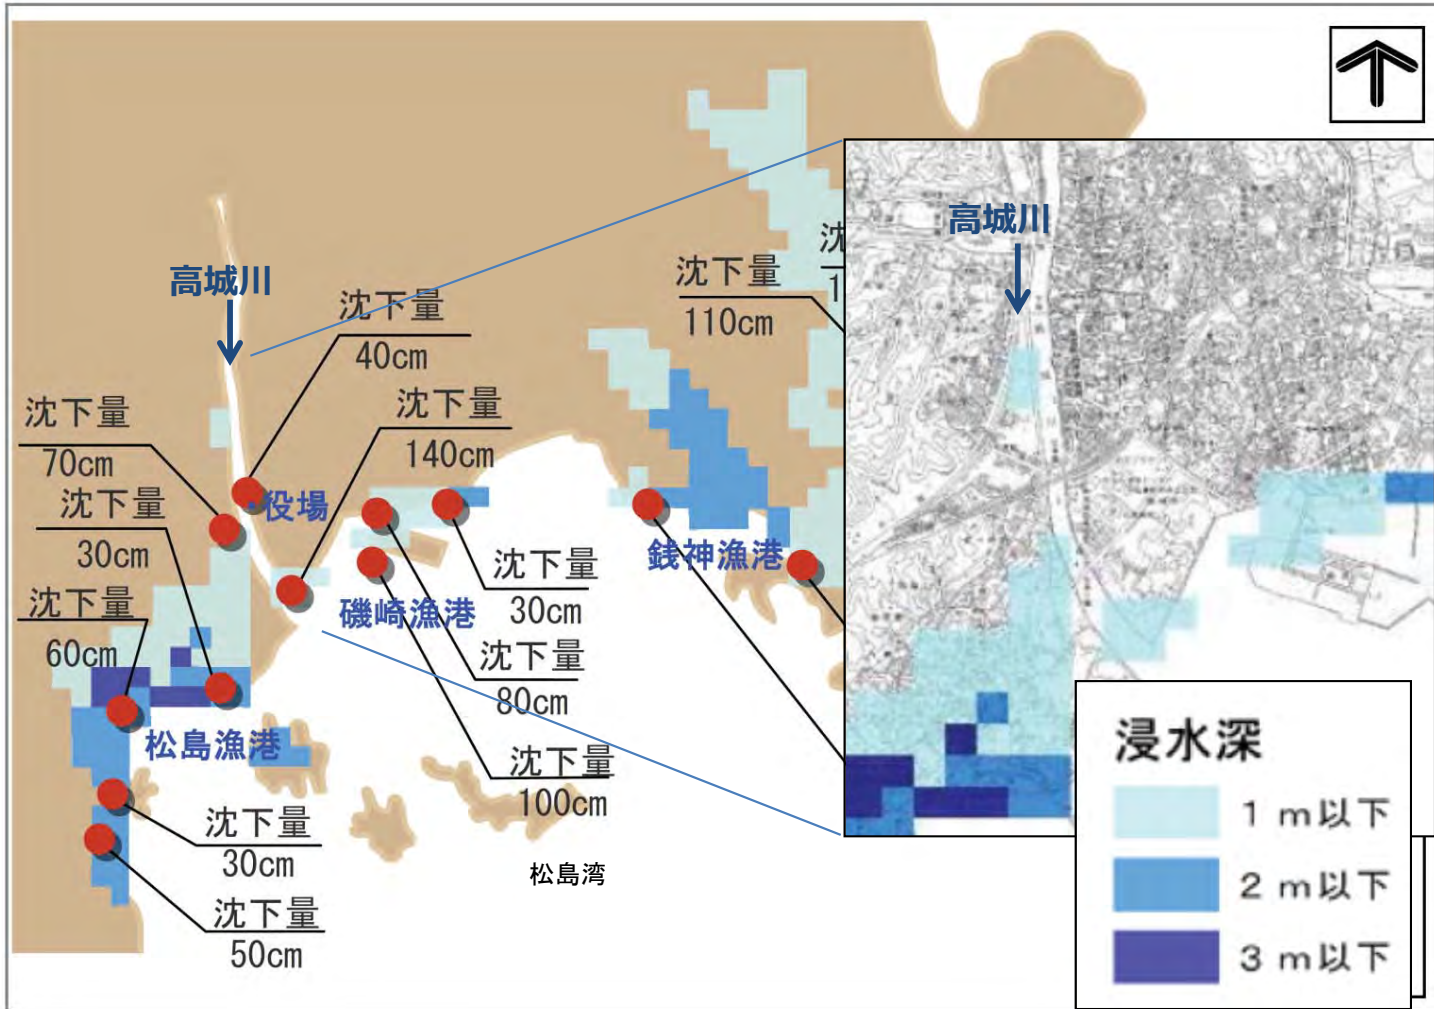 高城川
沈下量
40cm
沈下量
140cm
沈下量
70cm
沈下量
30cm
沈下量
60cm
役場
磯崎漁港
沈下量
30cm
沈下量
80cm
沈下量
100cm
松島漁港
沈下量
30cm
沈下量
50cm
松島湾
沈下量
110cm
銭神漁港
沈
1
高城川
浸水深
1 m以下
2 m以下
3 m以下